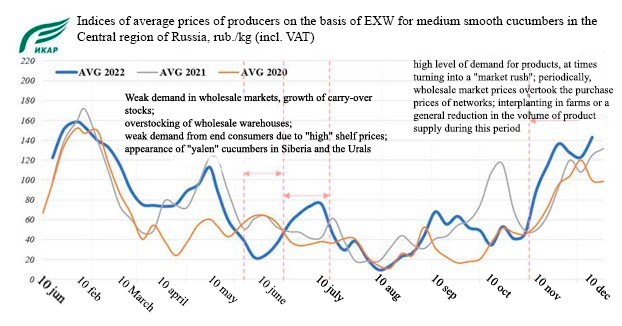 Indices of average prices of producers on the basis of EXW for medium smooth cucumbers in the
Central region of Russia, rub./kg (incl. VAT)
ИКАР
220
200
180
160
140
120
100
80
60
40
20
0
AVG 2022
AVG 2021
AVG 2020
Weak demand in wholesale markets, growth of carry-over
stocks;
overstocking of wholesale warehouses;
weak demand from end consumers due to "high" shelf prices;
appearance of "yalen" cucumbers in Siberia and the Urals
high level of demand for products, at times
turning into a "market rush"; periodically,
wholesale market prices overtook the purchase
prices of networks; interplanting in farms or a
general reduction in the volume of product
supply during this period
10 jun
10 feb
10 March
10 april
10 may
10 june
10 july
10 aug
10 sep
10 oct
10 nov
10 dec